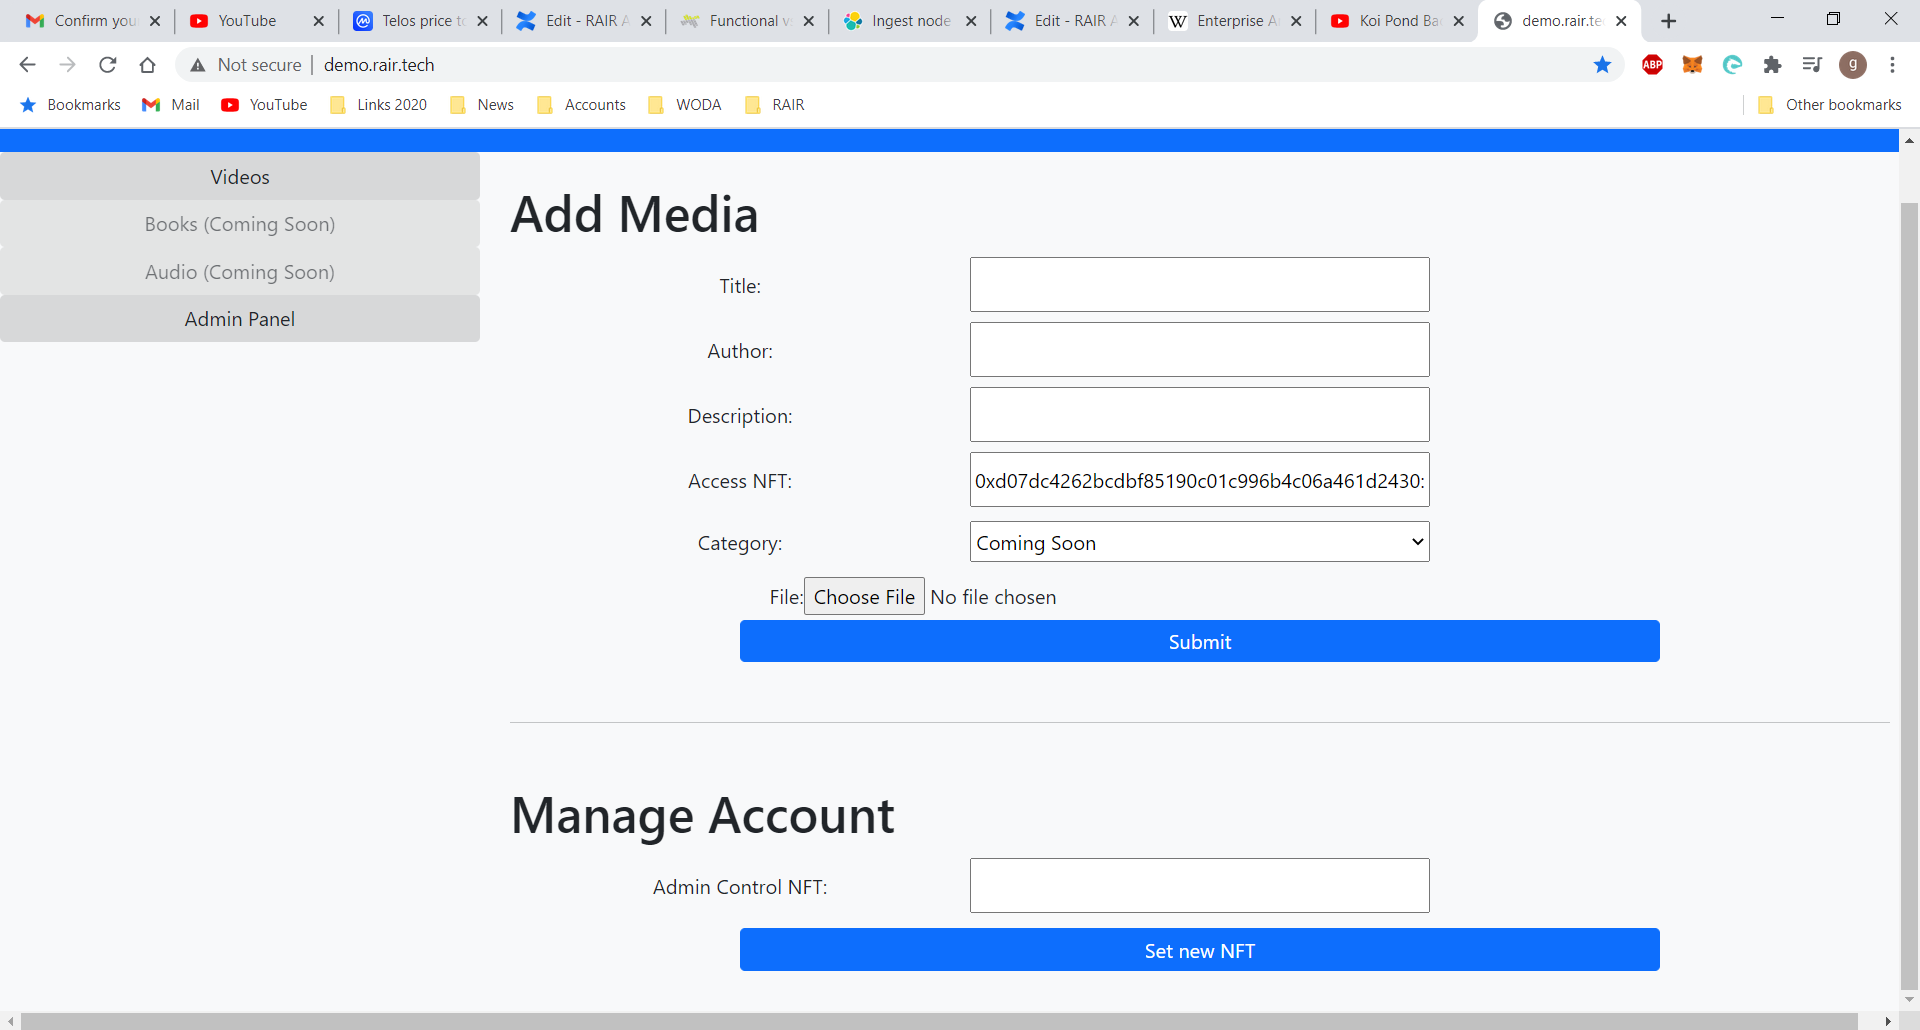 Confirm you
YouTube
Telos price to
Edit - RAIR A
Functional vs
Ingest node
Edit - RAIR A
W
Enterprise A
Koi Pond Ba
demo.rair.te
Not secure
demo.rair.tech
ABP
g
Bookmarks
Mail
YouTube
Links 2020
News
Accounts
WODA
RAIR
Other bookmarks
Videos
Books (Coming Soon)
Audio (Coming Soon)
Admin Panel
Add Media
Title:
Author:
Description:
Access NFT: 0xd07dc4262bcdbf85190c01c996b4c06a461d2430:
Category: Coming Soon
File: Choose File No file chosen
Submit
Manage Account
Admin Control NFT:
Set new NFT